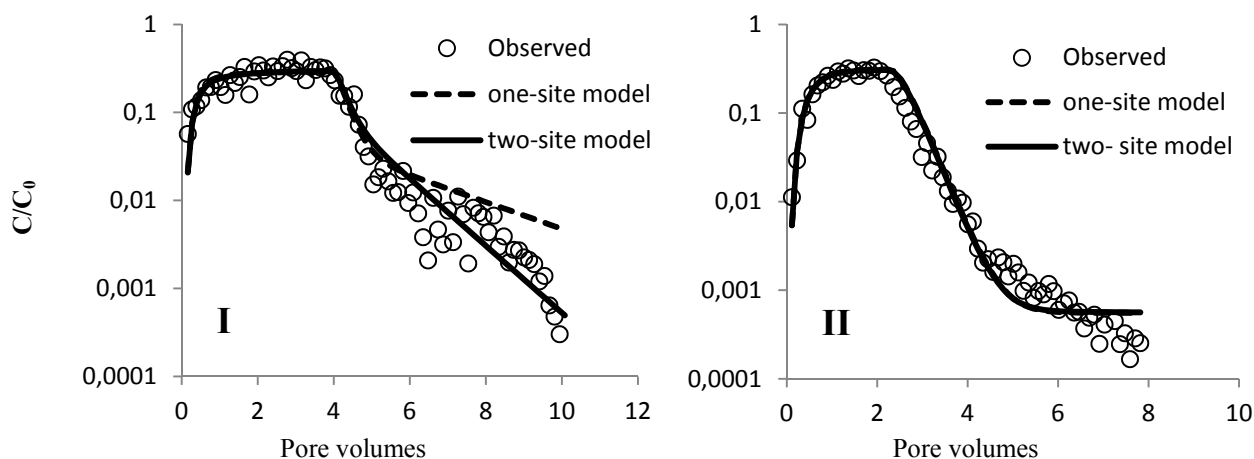 C/C₀
1
0,1
0,01
0,001
0,0001
0 2 4 6 8 10 12
Pore volumes
Observed
one-site model
two-site model
I
1
0,1
0,01
0,001
0,0001
0 2 4 6 8 10
Pore volumes
Observed
one-site model
two- site model
II